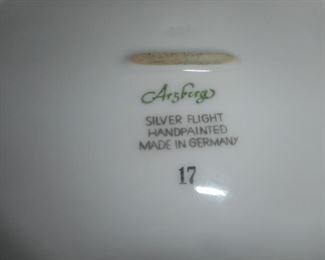 Arzberg
SILVER FLIGHT
HANDPAINTED
MADE IN GERMANY
17